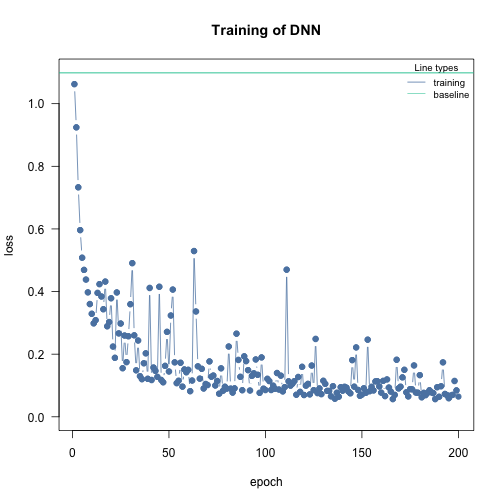 Training of DNN
Line types
training
baseline
loss
1.0
0.8
0.6
0.4
0.2
0.0
0 50 100 150 200
epoch